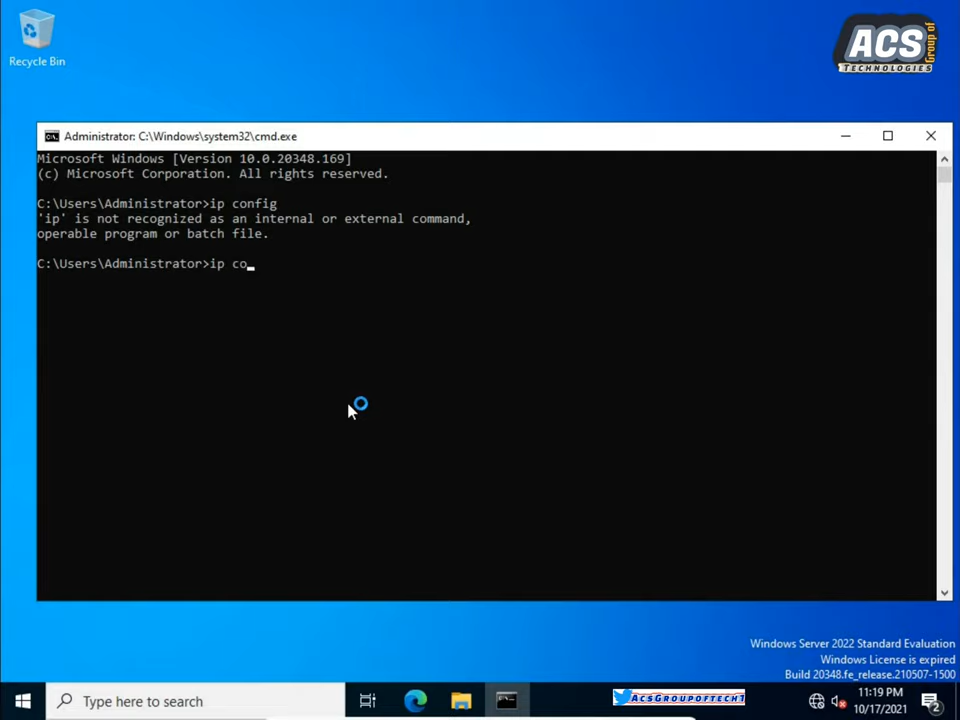 Recycle Bin
ACS
Group of
TECHNOLOGIES
Administrator: C:\Windows\system32\cmd.exe
Microsoft Windows [Version 10.0.20348.169]
(c) Microsoft Corporation. All rights reserved.
C:\Users\Administrator>ip config
'ip' is not recognized as an internal or external command,
operable program or batch file.
C:\Users\Administrator>ip co_
Windows Server 2022 Standard Evaluation
Windows License is expired
Build 20348.fe_release.210507-1500
Type here to search
AcsGroupoftech1
11:19 PM
10/17/2021
2